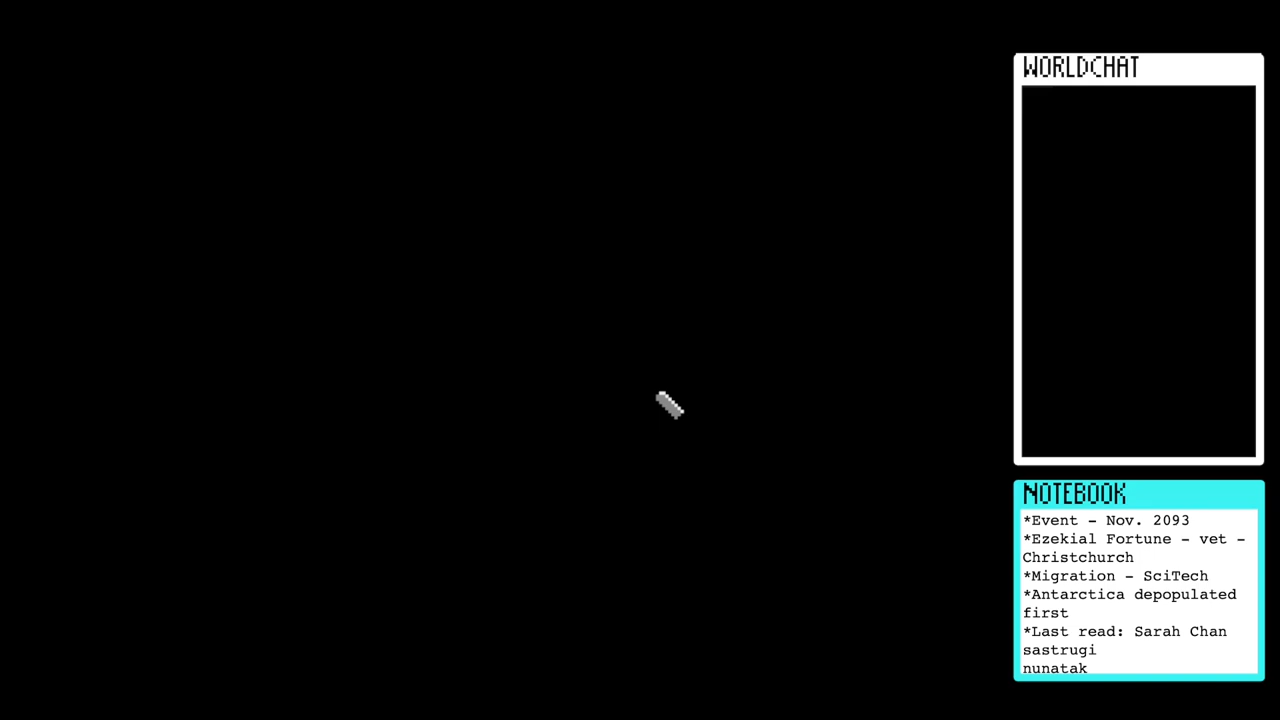 WORLDCHAT
NOTEBOOK
*Event - Nov. 2093
*Ezekial Fortune - vet -
Christchurch
*Migration - SciTech
*Antarctica depopulated
first
*Last read: Sarah Chan
sastrugi
nunatak